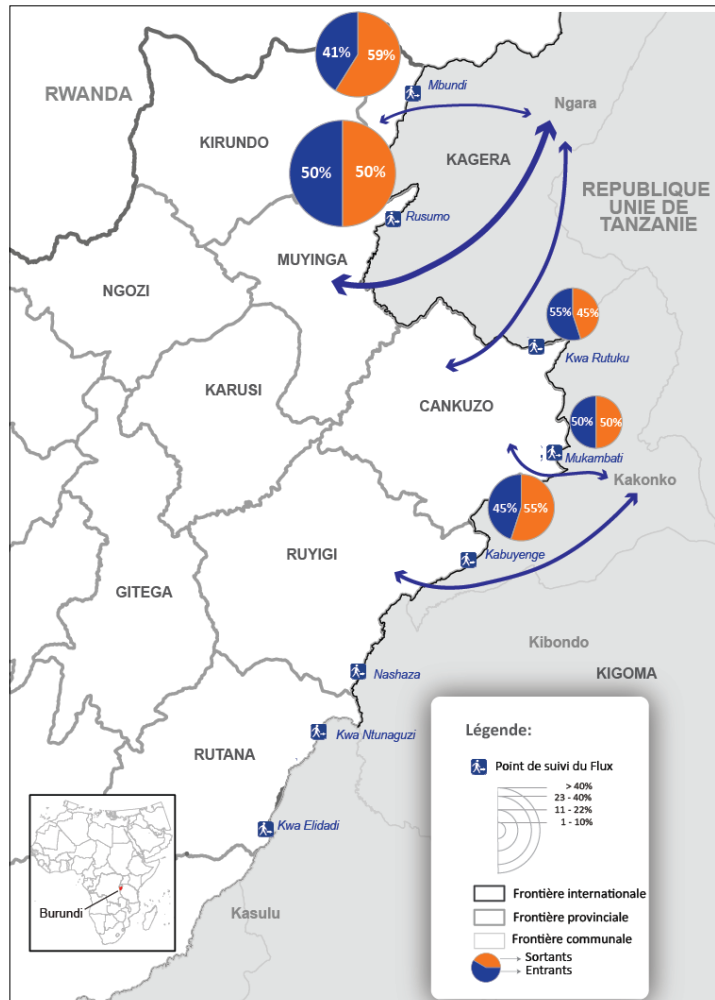 41%
59%
Mbundi
RWANDA
Ngara
KIRUNDO
KAGERA
50%
50%
REPUBLIQUE
UNIE DE
TANZANIE
Rusumo
MUYINGA
NGOZI
55%
45%
Kwa Rutuku
KARUSI
CANKUZO
50%
50%
Mukambati
Kakonko
45%
55%
RUYIGI
Kabuyenge
GITEGA
Kibondo
KIGOMA
Nashaza
Kwa Ntunaguzi
RUTANA
Kwa Elidadi
Burundi
Kasulu
Légende:
Point de suivi du Flux
> 40%
23 - 40%
11 - 22%
1 - 10%
Frontière internationale
Frontière provinciale
Frontière communale
Sortants
Entrants